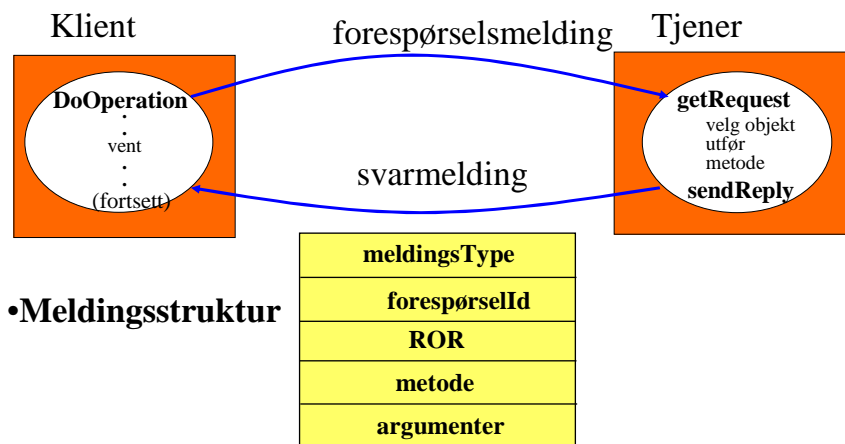 Klient
forespørselsmelding
Tjener
DoOperation
.
.
vent
.
.
(fortsett)
getRequest
velg objekt
utfør
metode
sendReply
svarmelding
•Meldingsstruktur
meldingsType
forespørselId
ROR
metode
argumenter